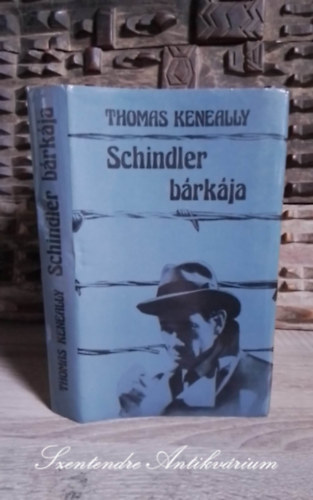 THOMAS KENEALLY
Schindler
bárkája
THOMAS KENEALLY Schindler bárkája
Szentendre Antikvárium